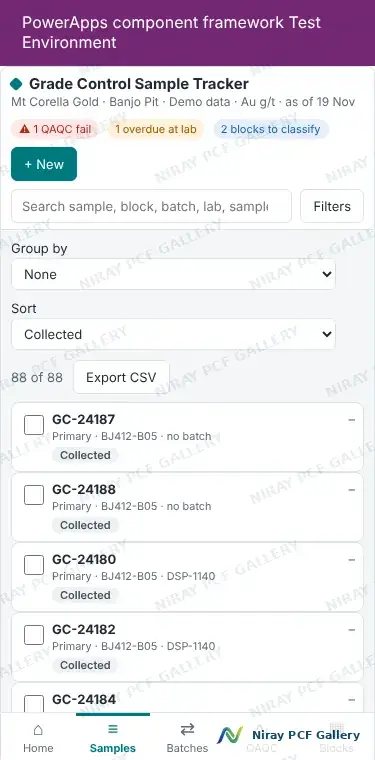 PowerApps component framework Test
Environment
Grade Control Sample Tracker
Mt Corella Gold · Banjo Pit · Demo data · Au g/t · as of 19 Nov
1 QAQC fail
1 overdue at lab
2 blocks to classify
+ New
Search sample, block, batch, lab, sample
Filters
Group by
None
Sort
Collected
88 of 88
Export CSV
GC-24187
–
Primary · BJ412-B05 · no batch
Collected
GC-24188
–
Primary · BJ412-B05 · no batch
Collected
GC-24180
–
Primary · BJ412-B05 · DSP-1140
Collected
GC-24182
–
Primary · BJ412-B05 · DSP-1140
Collected
GC-24184
–
Home
Samples
Batches
QAQC
Blocks
Niray PCF Gallery
NIRAY PCF GALLERY